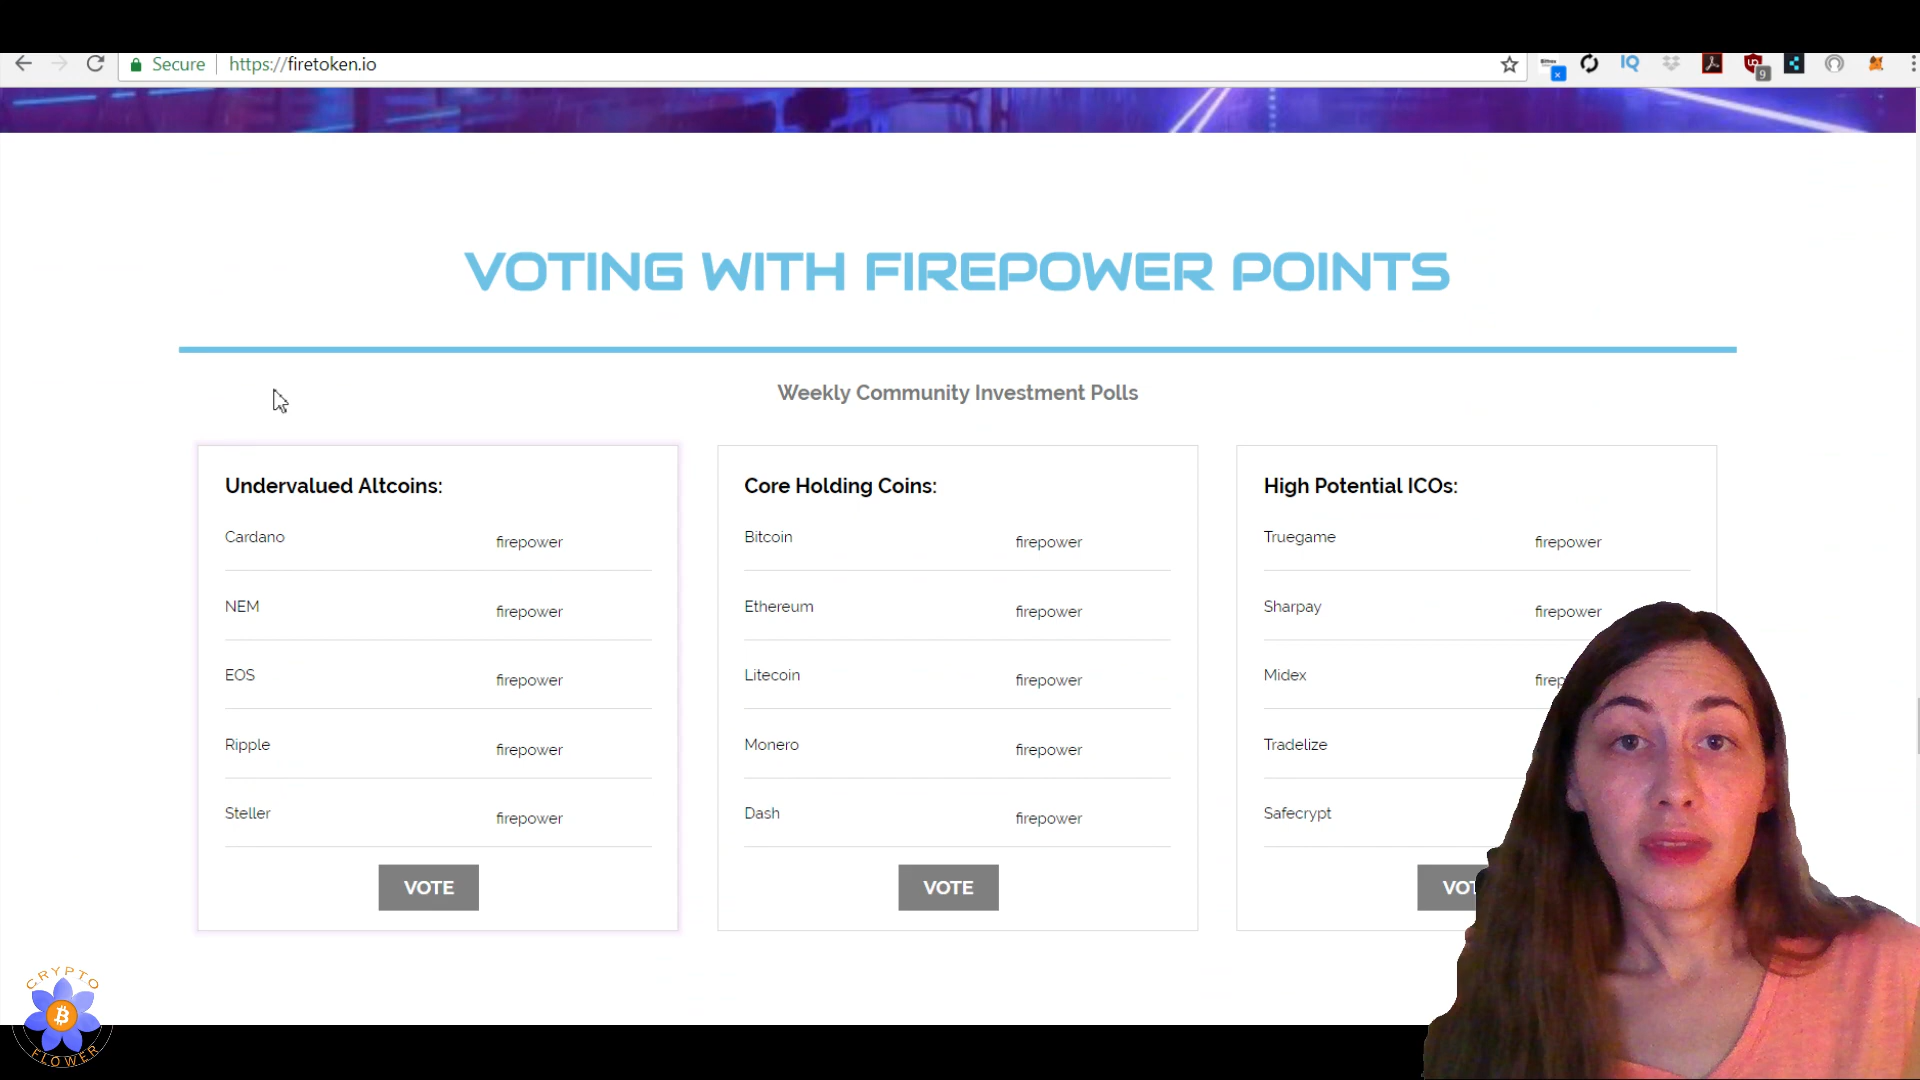 Secure
https://firetoken.io
IQ
9
VOTING WITH FIREPOWER POINTS
Weekly Community Investment Polls
Undervalued Altcoins:
Cardano firepower
NEM firepower
EOS firepower
Ripple firepower
Steller firepower
VOTE
Core Holding Coins:
Bitcoin firepower
Ethereum firepower
Litecoin firepower
Monero firepower
Dash firepower
VOTE
High Potential ICOs:
Truegame firepower
Sharpay firepower
Midex
Tradelize
Safecrypt
CRYPTO
FLOWER